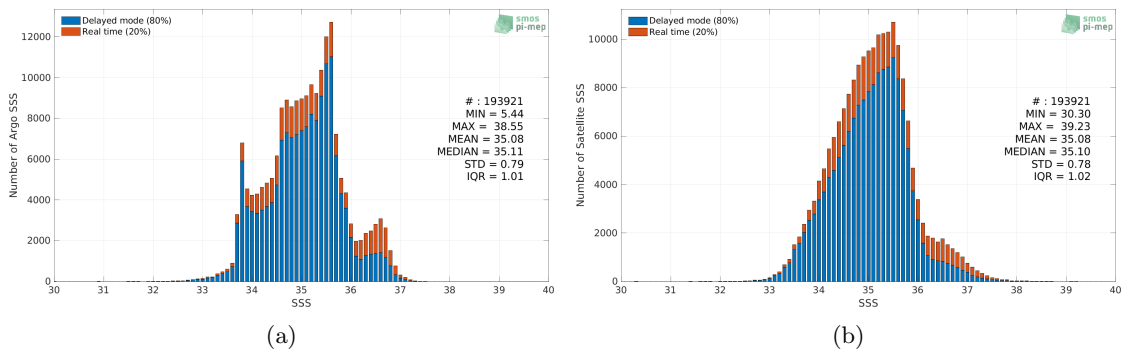 Delayed mode (80%)
Real time (20%)
smos
pi-mep
Number of Argo SSS
12000
10000
8000
6000
4000
2000
0
# : 193921
MIN = 5.44
MAX = 38.55
MEAN = 35.08
MEDIAN = 35.11
STD = 0.79
IQR = 1.01
30 31 32 33 34 35 36 37 38 39 40
SSS
(a)
Delayed mode (80%)
Real time (20%)
smos
pi-mep
Number of Satellite SSS
10000
8000
6000
4000
2000
0
# : 193921
MIN = 30.30
MAX = 39.23
MEAN = 35.08
MEDIAN = 35.10
STD = 0.78
IQR = 1.02
30 31 32 33 34 35 36 37 38 39 40
SSS
(b)